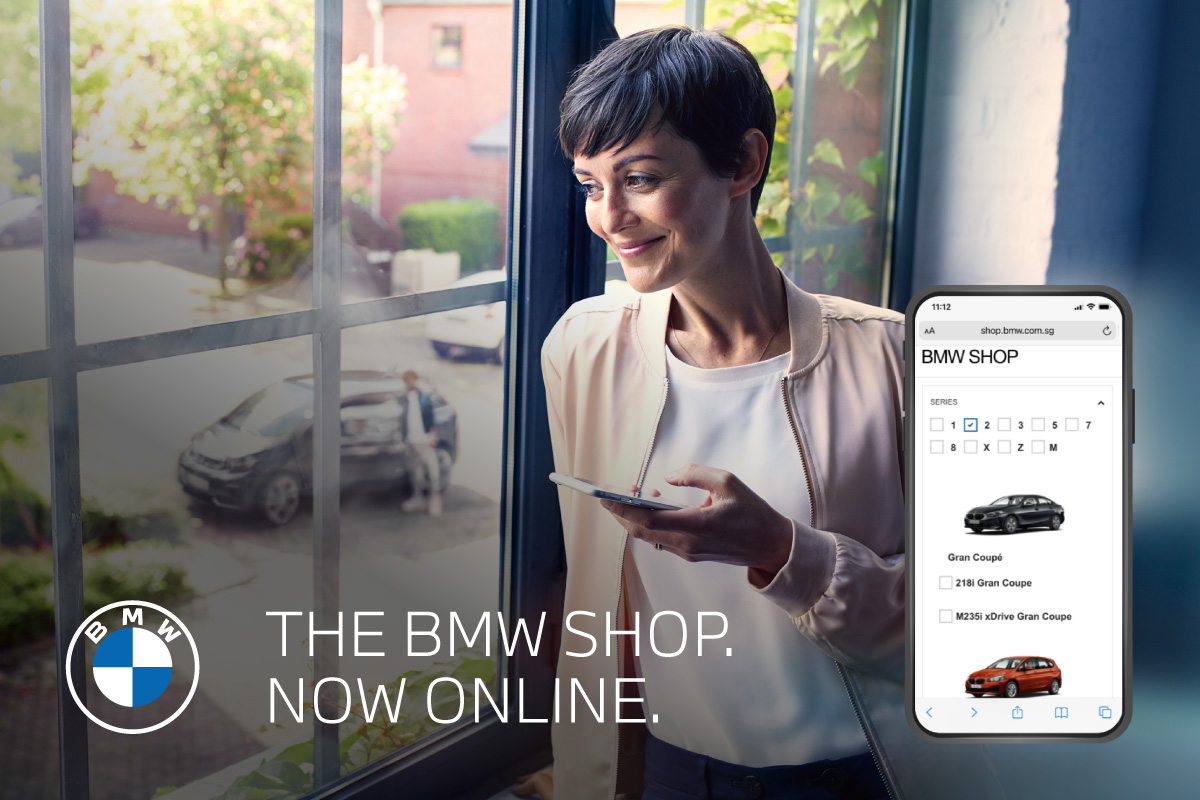 11:12
AA
shop.bmw.com.sg
BMW SHOP
SERIES
1 2 3 5 7
8 X Z M
Gran Coupé
218i Gran Coupe
M235i xDrive Gran Coupe
BMW
THE BMW SHOP.
NOW ONLINE.